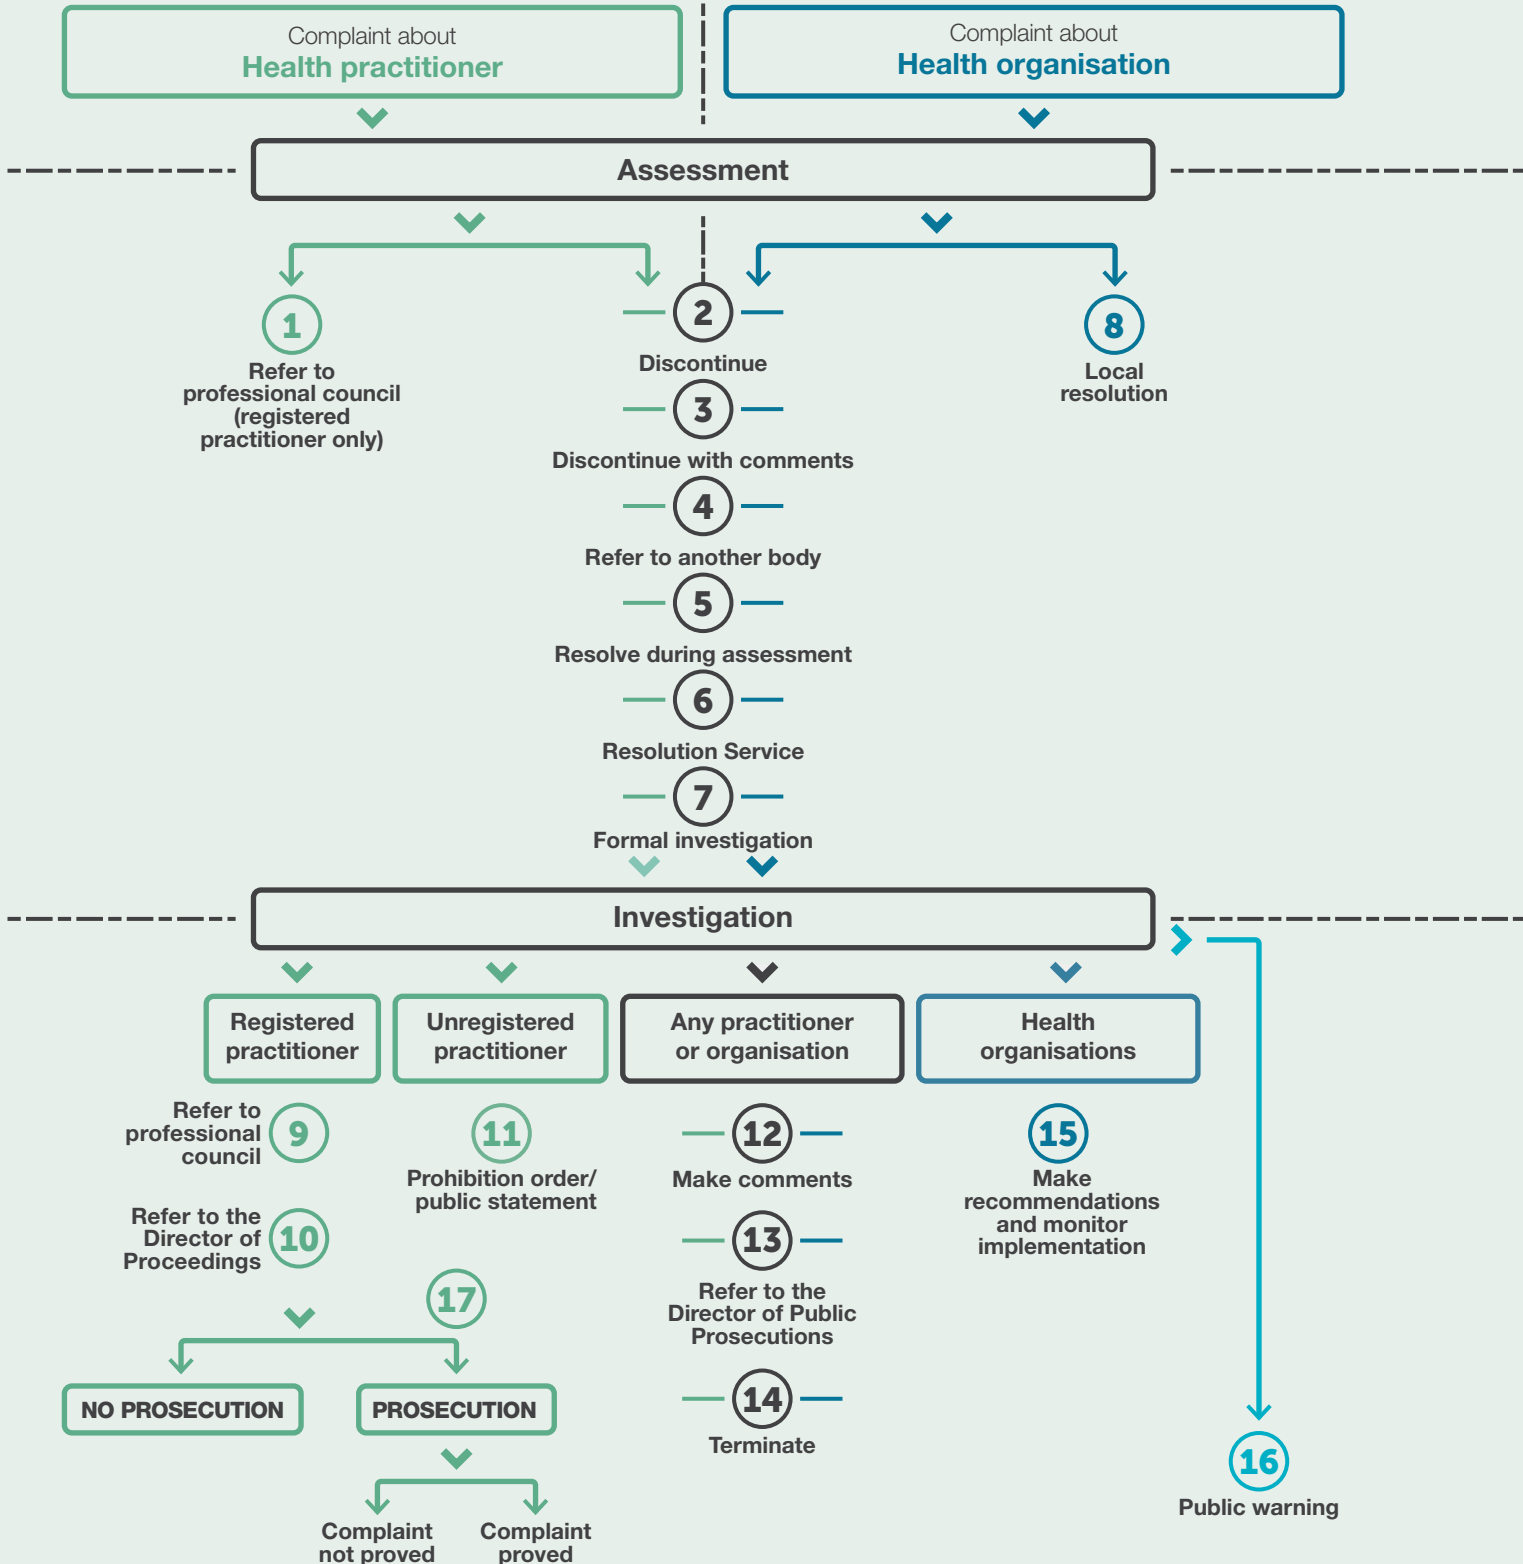 Complaint about
Health practitioner
Complaint about
Health organisation
Assessment
1
Refer to
professional council
(registered
practitioner only)
2
Discontinue
3
Discontinue with comments
4
Refer to another body
5
Resolve during assessment
6
Resolution Service
7
Formal investigation
8
Local
resolution
Investigation
Registered
practitioner
Unregistered
practitioner
Any practitioner
or organisation
Health
organisations
Refer to
professional
council
9
Refer to the
Director of
Proceedings
10
11
Prohibition order/
public statement
12
Make comments
13
Refer to the
Director of Public
Prosecutions
14
Terminate
15
Make
recommendations
and monitor
implementation
17
NO PROSECUTION
PROSECUTION
Complaint
not proved
Complaint
proved
16
Public warning